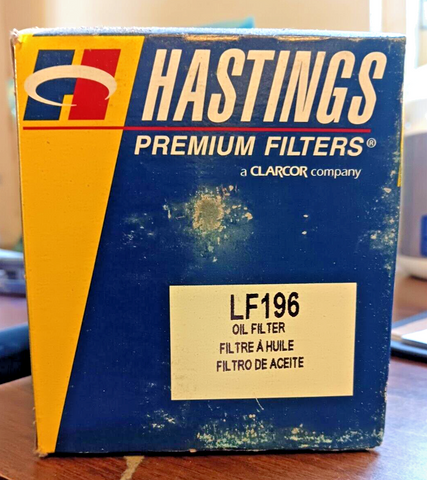 HASTINGS
PREMIUM FILTERS®
a CLARCOR company
LF196
OIL FILTER
FILTRE À HUILE
FILTRO DE ACEITE